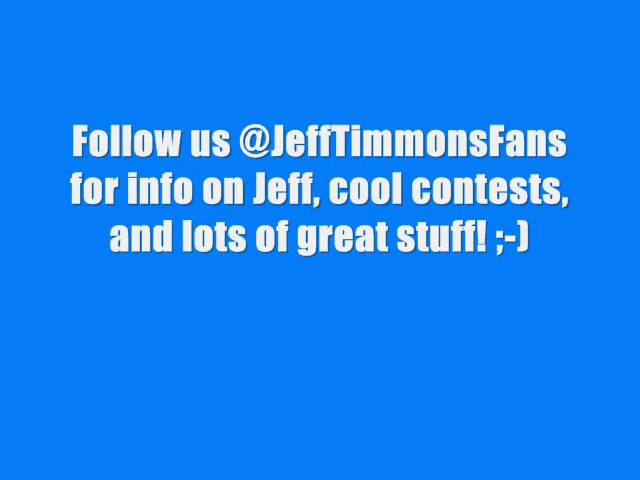 Follow us @JeffTimmonsFans
for info on Jeff, cool contests,
and lots of great stuff! ;-)